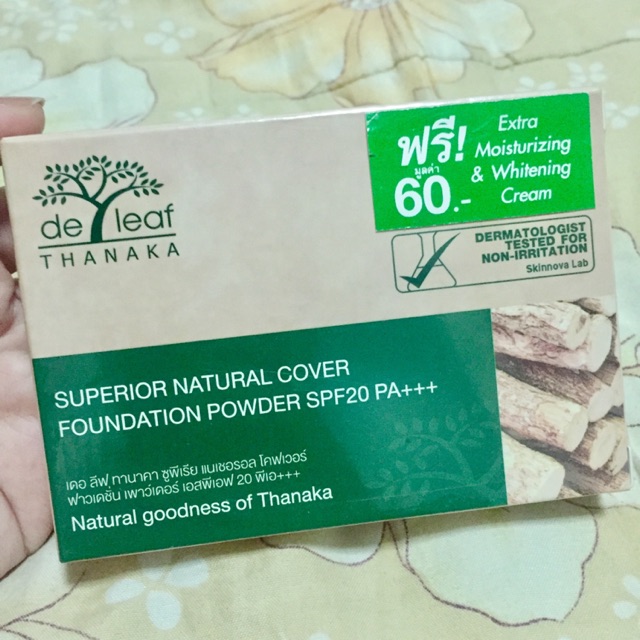 de leaf
THANAKA
ฟรี!
มูลค่า
60.-
Extra
Moisturizing
& Whitening
Cream
DERMATOLOGIST
TESTED FOR
NON-IRRITATION
Skinnova Lab
SUPERIOR NATURAL COVER
FOUNDATION POWDER SPF20 PA+++
เดอ ลีฟ ทานาคา ซูพีเรีย แนเชอรอล โคฟเวอร์
ฟาวเดชั่น เพาว์เดอร์ เอสพีเอฟ 20 พีเอ+++
Natural goodness of Thanaka